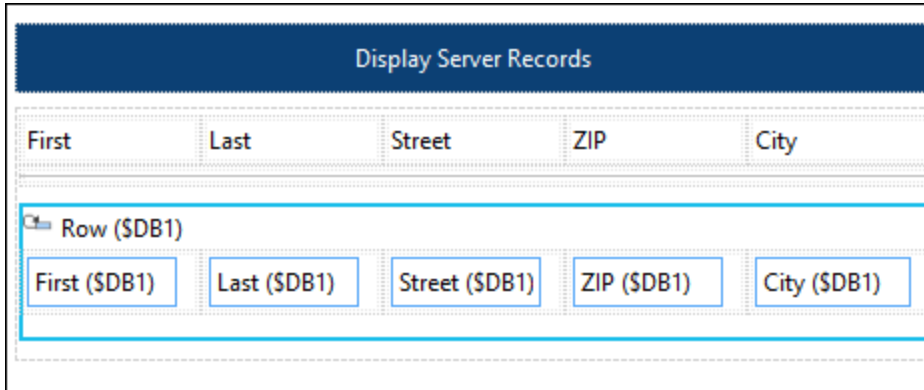 Display Server Records
First Last Street ZIP City
Row ($DB1)
First ($DB1) Last ($DB1) Street ($DB1) ZIP ($DB1) City ($DB1)